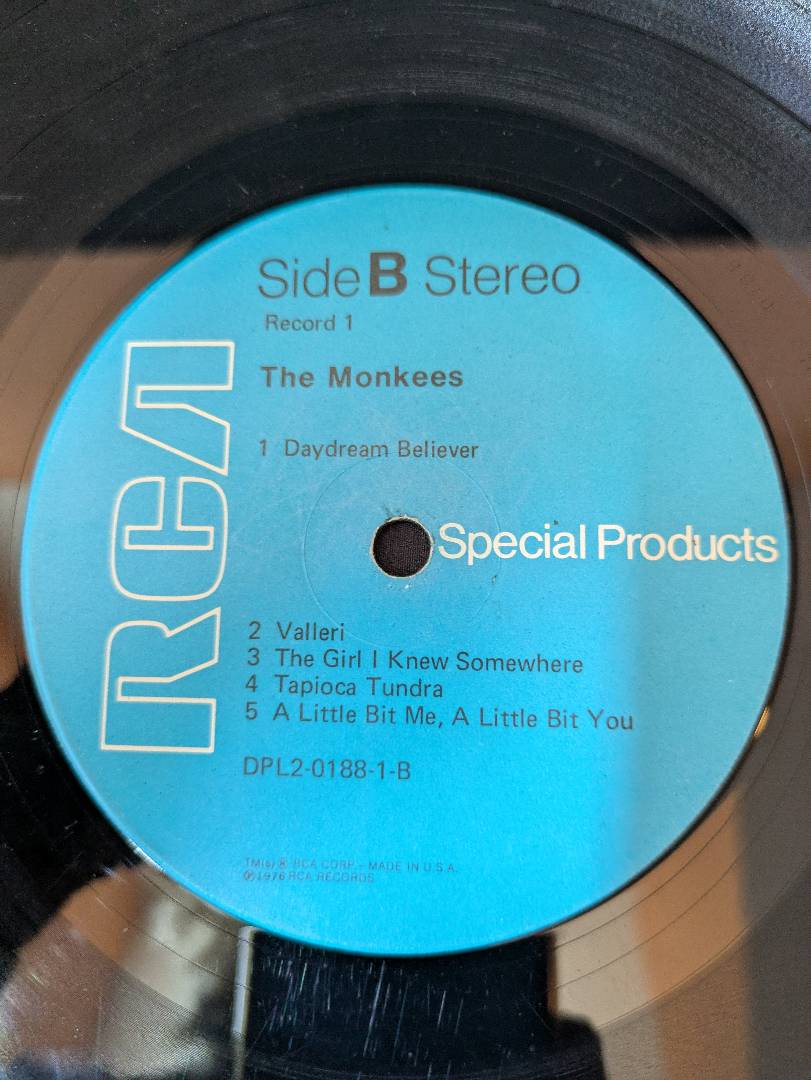 Side B Stereo
Record 1
The Monkees
1 Daydream Believer
RCA
Special Products
2 Valleri
3 The Girl I Knew Somewhere
4 Tapioca Tundra
5 A Little Bit Me, A Little Bit You
DPL2-0188-1-B
TM(s) ® RCA CORP. - MADE IN U.S.A.
℗ 1976 RCA RECORDS